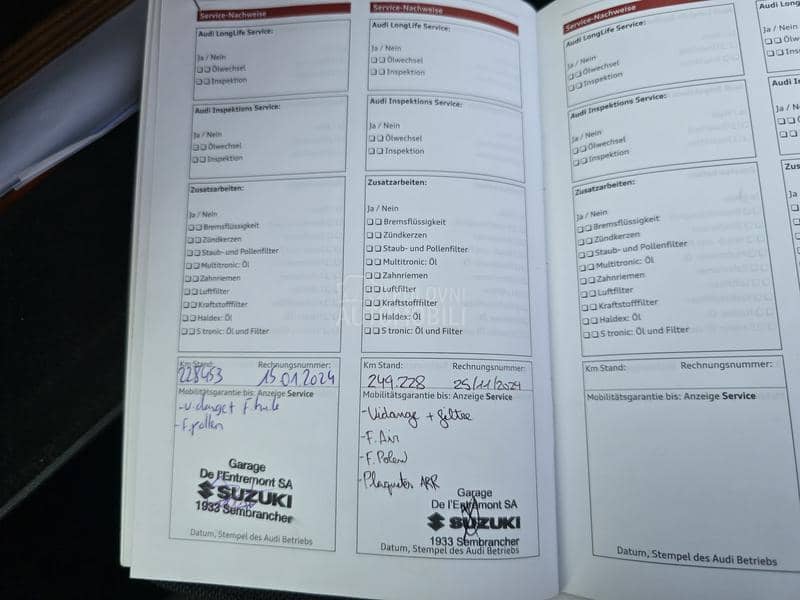 Service-Nachweise
Audi LongLife Service:
Ja / Nein
Ölwechsel
Inspektion
Audi Inspektions Service:
Ja / Nein
Ölwechsel
Inspektion
Zusatzarbeiten:
Ja / Nein
Bremsflüssigkeit
Zündkerzen
Staub- und Pollenfilter
Multitronic: Öl
Zahnriemen
Luftfilter
Kraftstofffilter
Haldex: Öl
S tronic: Öl und Filter
Km Stand: Rechnungsnummer:
228453 15.01.2024
Mobilitätsgarantie bis: Anzeige Service
-F.pollen
Garage
De l'Entremont SA
SUZUKI
1933 Sembrancher
Datum, Stempel des Audi Betriebs
Service-Nachweise
Audi LongLife Service:
Ja / Nein
Ölwechsel
Inspektion
Audi Inspektions Service:
Ja / Nein
Ölwechsel
Inspektion
Zusatzarbeiten:
Ja / Nein
Bremsflüssigkeit
Zündkerzen
Staub- und Pollenfilter
Multitronic: Öl
Zahnriemen
Luftfilter
Kraftstofffilter
Haldex: Öl
S tronic: Öl und Filter
Km Stand: Rechnungsnummer:
249.228 25/11/2024
Mobilitätsgarantie bis: Anzeige Service
-Vidange + filtre
-F.Air
-F.Polen
-Plaquettes ARR
Garage
De l'Entremont SA
SUZUKI
1933 Sembrancher
Datum, Stempel des Audi Betriebs
Service-Nachweise
Audi LongLife Service:
Ja / Nein
Ölwechsel
Inspektion
Audi Inspektions Service:
Ja / Nein
Ölwechsel
Inspektion
Zusatzarbeiten:
Ja / Nein
Bremsflüssigkeit
Zündkerzen
Staub- und Pollenfilter
Multitronic: Öl
Zahnriemen
Luftfilter
Kraftstofffilter
Haldex: Öl
S tronic: Öl und Filter
Km Stand: Rechnungsnummer:
Mobilitätsgarantie bis: Anzeige Service
Datum, Stempel des Audi Betriebs